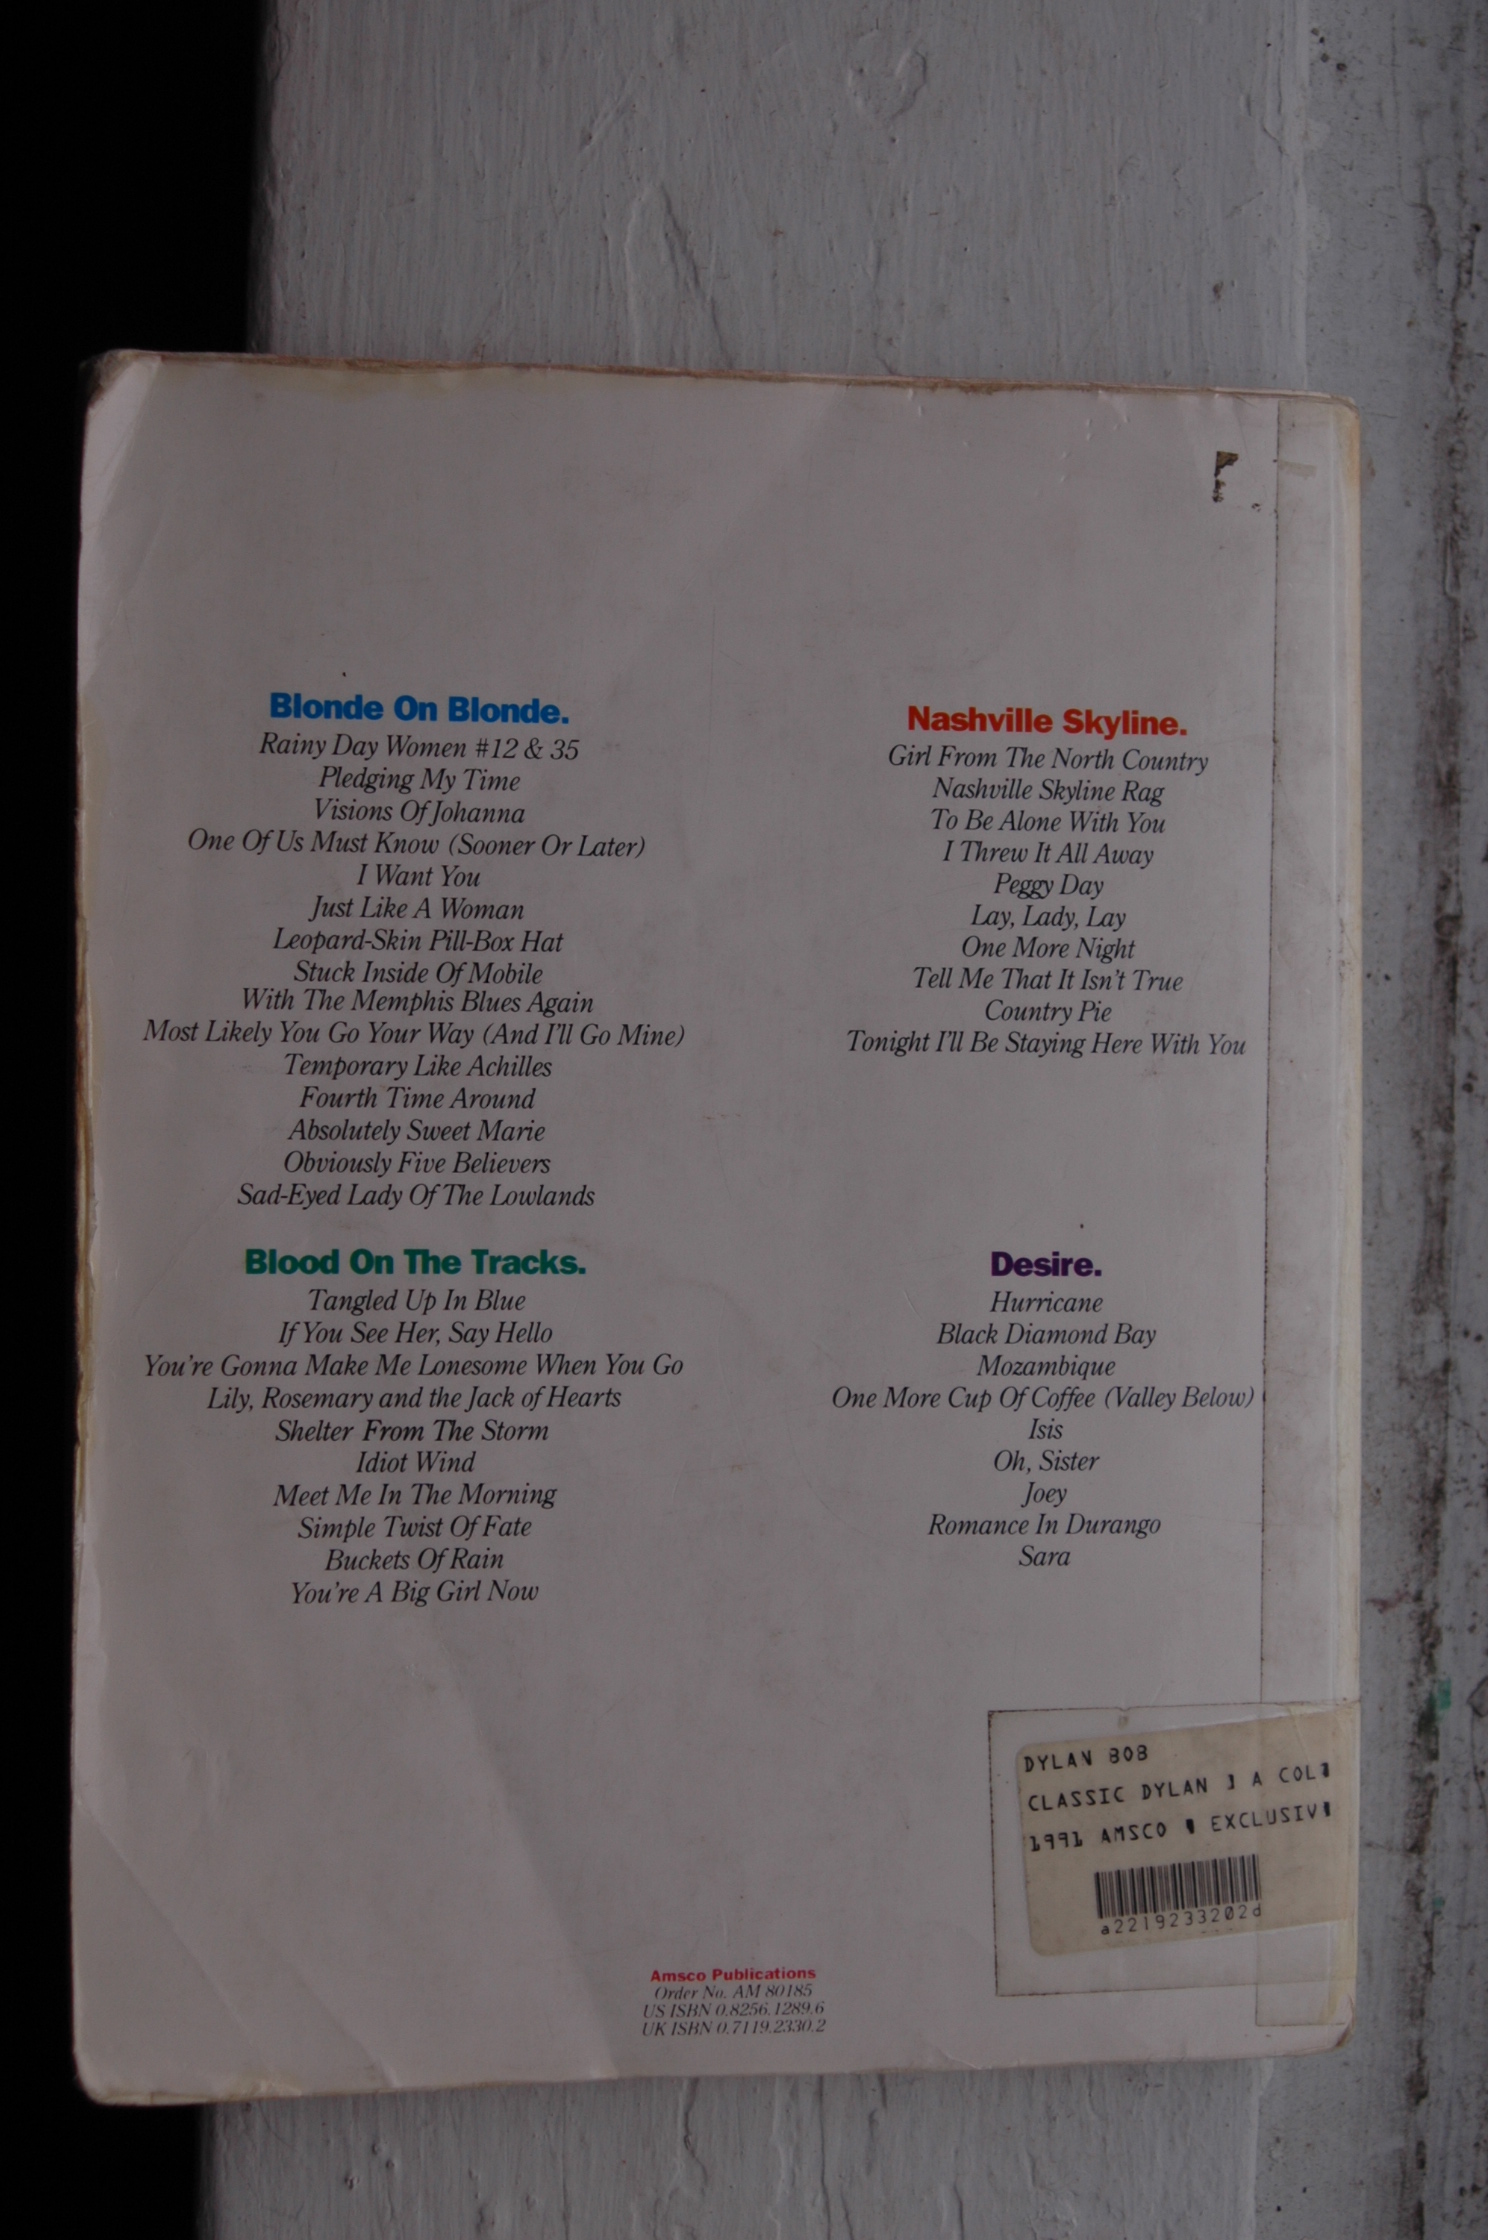 Blonde On Blonde.
Rainy Day Women #12 & 35
Pledging My Time
Visions Of Johanna
One Of Us Must Know (Sooner Or Later)
I Want You
Just Like A Woman
Leopard-Skin Pill-Box Hat
Stuck Inside Of Mobile
With The Memphis Blues Again
Most Likely You Go Your Way (And I'll Go Mine)
Temporary Like Achilles
Fourth Time Around
Absolutely Sweet Marie
Obviously Five Believers
Sad-Eyed Lady Of The Lowlands
Nashville Skyline.
Girl From The North Country
Nashville Skyline Rag
To Be Alone With You
I Threw It All Away
Peggy Day
Lay, Lady, Lay
One More Night
Tell Me That It Isn't True
Country Pie
Tonight I'll Be Staying Here With You
Blood On The Tracks.
Tangled Up In Blue
If You See Her, Say Hello
You're Gonna Make Me Lonesome When You Go
Lily, Rosemary and the Jack of Hearts
Shelter From The Storm
Idiot Wind
Meet Me In The Morning
Simple Twist Of Fate
Buckets Of Rain
You're A Big Girl Now
Desire.
Hurricane
Black Diamond Bay
Mozambique
One More Cup Of Coffee (Valley Below)
Isis
Oh, Sister
Joey
Romance In Durango
Sara
DYLAN BOB
CLASSIC DYLAN A COL
1991 AMSCO EXCLUSIV
a2219233202d
Amsco Publications
Order No. AM 80185
US ISBN 0.8256.1289.6
UK ISBN 0.7119.2330.2